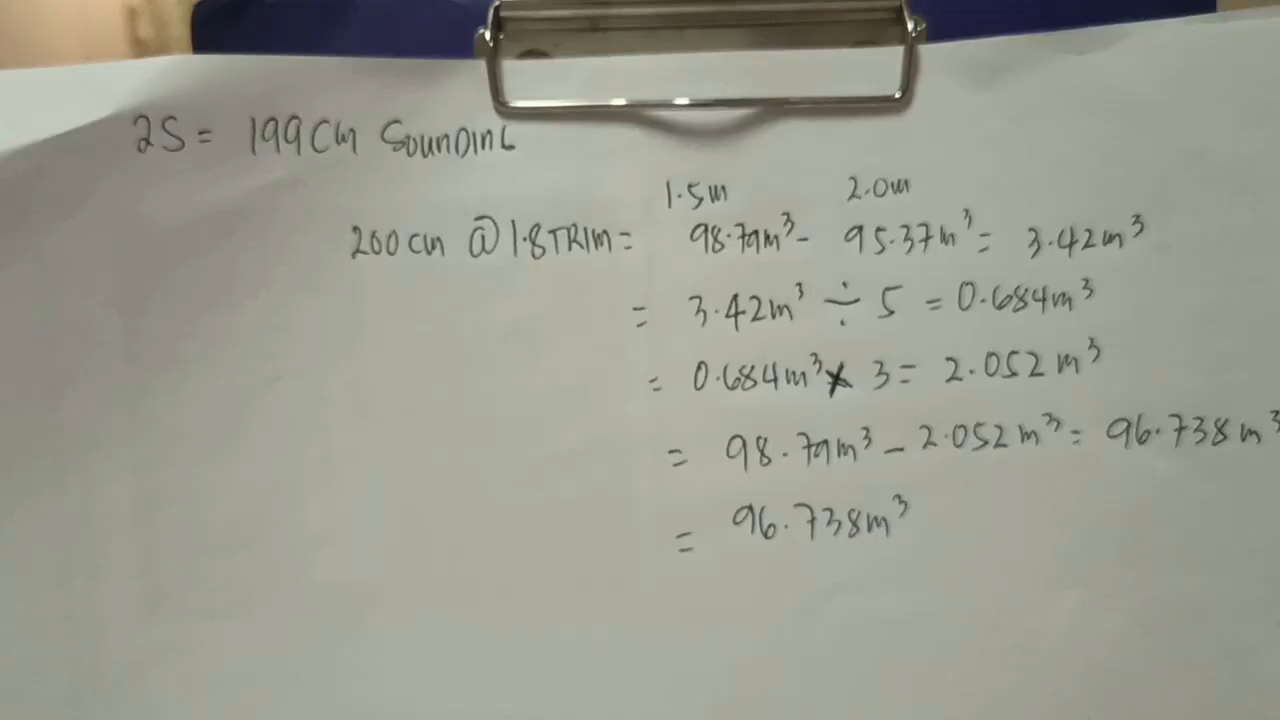 2S = 199cm SOUNDING
1.5m 2.0m
200cm @ 1.8TRIM = 98.79m³ - 95.37m³ = 3.42m³
= 3.42m³ ÷ 5 = 0.684m³
= 0.684m³ x 3 = 2.052m³
= 98.79m³ - 2.052m³ = 96.738m³
= 96.738m³